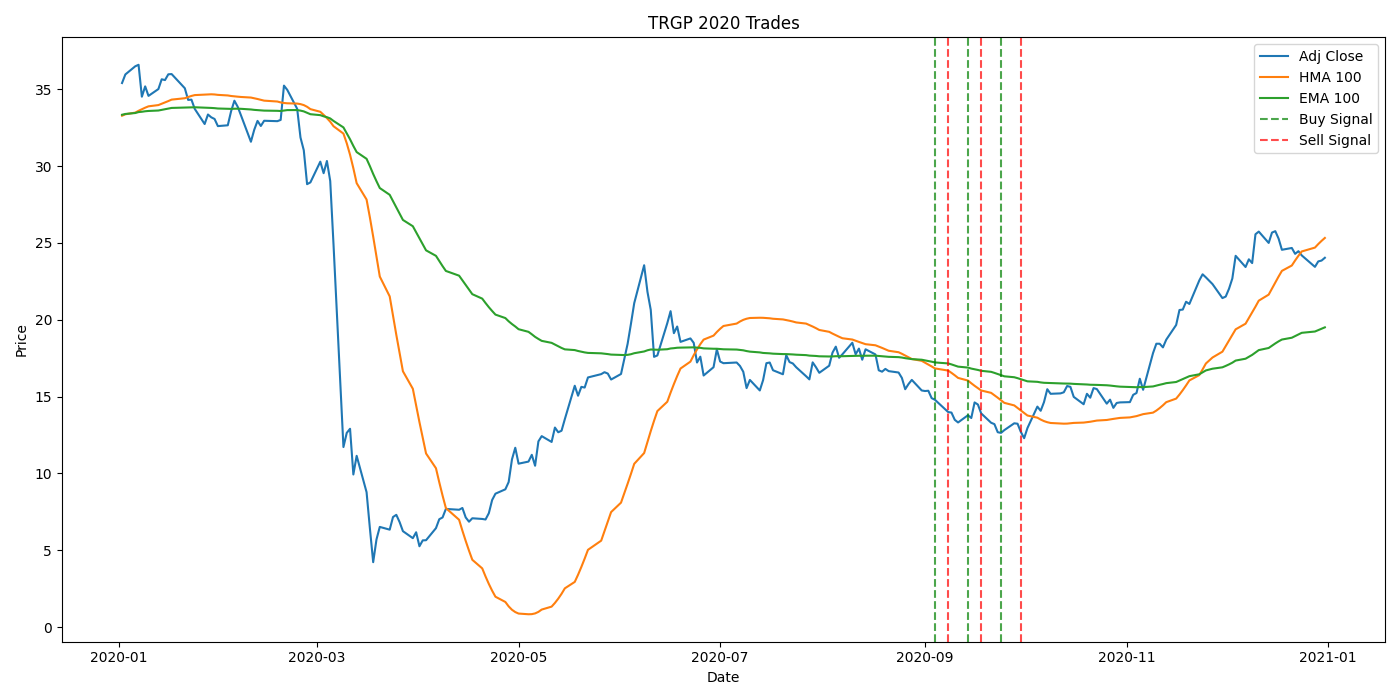 TRGP 2020 Trades
Adj Close
HMA 100
EMA 100
Buy Signal
Sell Signal
Price
35
30
25
20
15
10
5
0
2020-01
2020-03
2020-05
2020-07
2020-09
2020-11
2021-01
Date